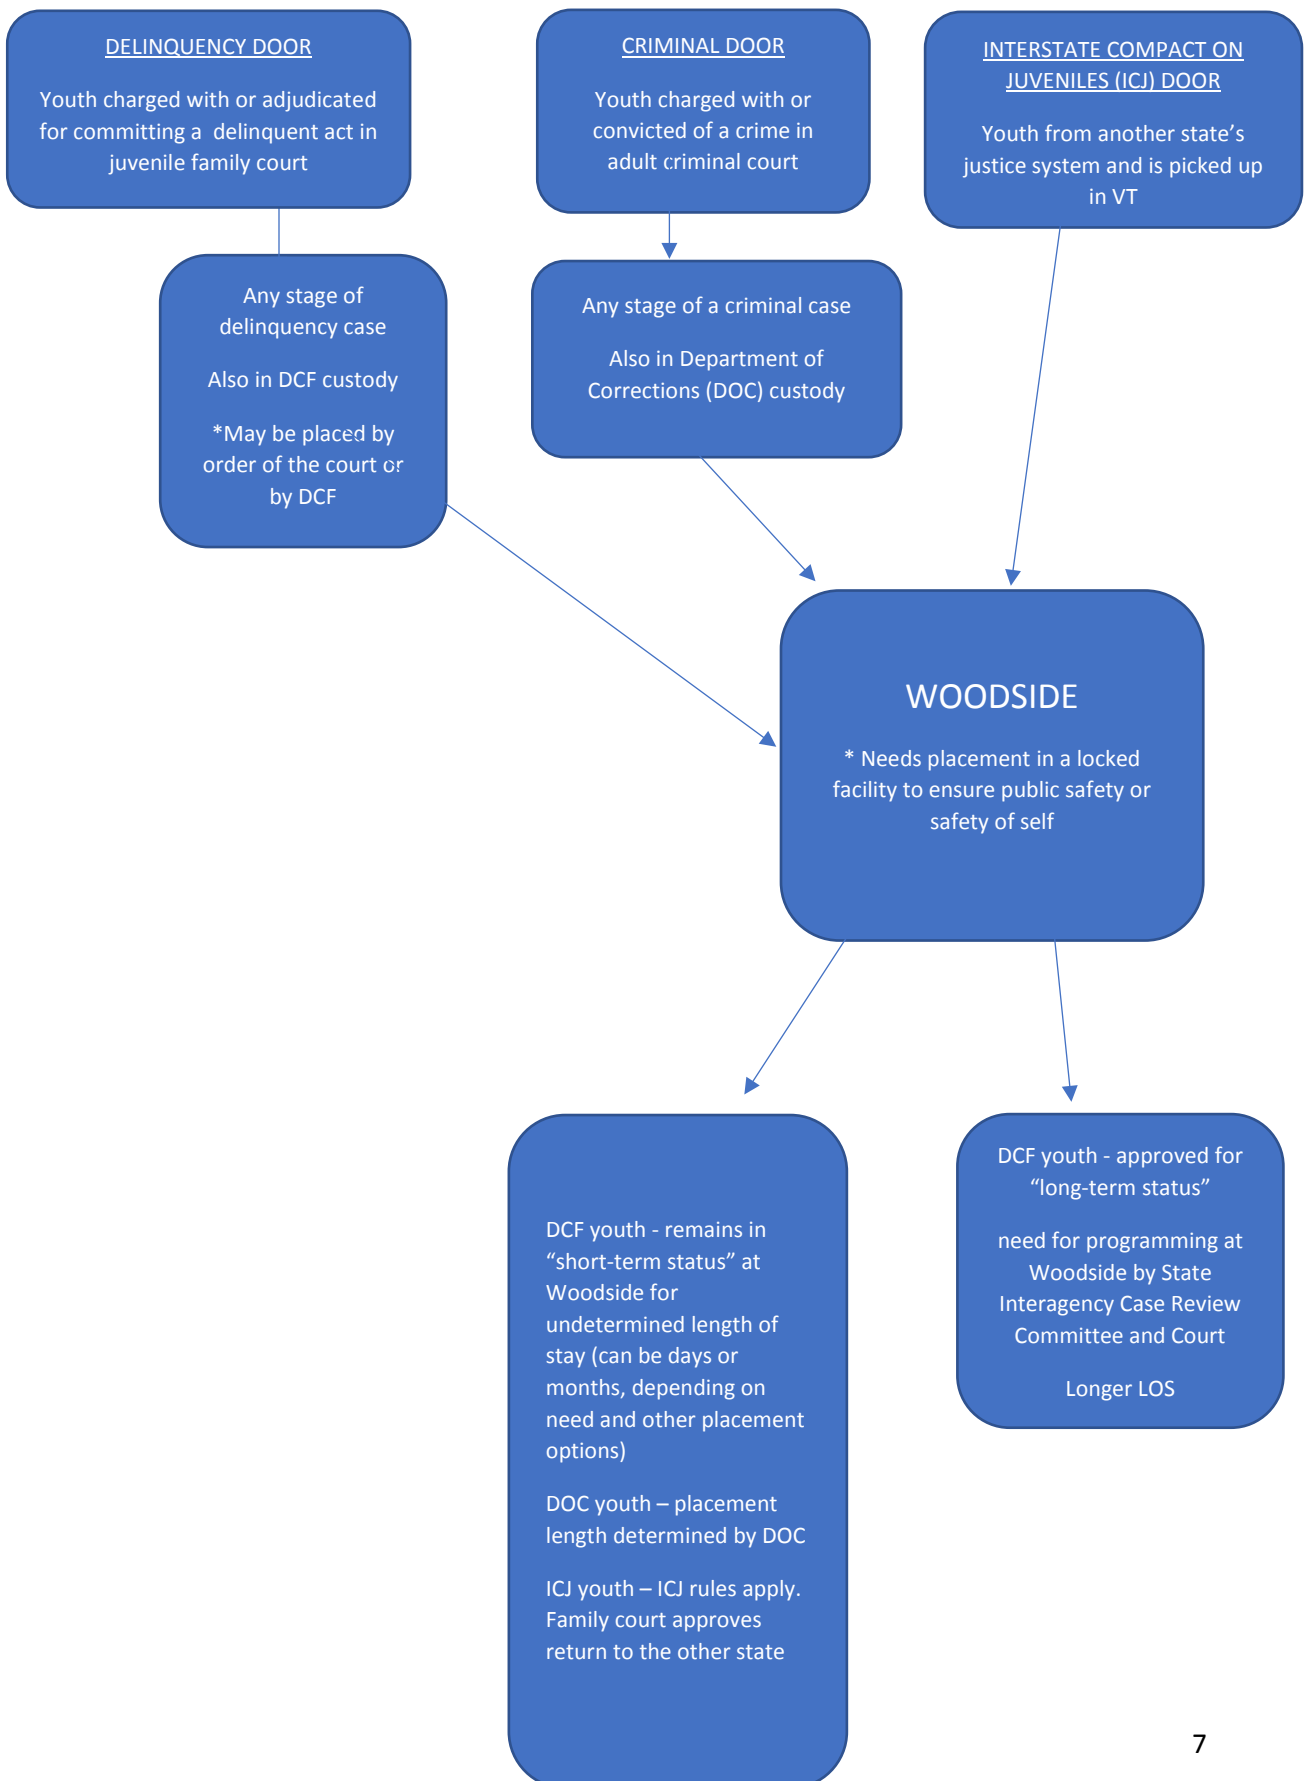 DELINQUENCY DOOR
Youth charged with or adjudicated
for committing a delinquent act in
juvenile family court
CRIMINAL DOOR
Youth charged with or
convicted of a crime in
adult criminal court
INTERSTATE COMPACT ON
JUVENILES (ICJ) DOOR
Youth from another state’s
justice system and is picked up
in VT
Any stage of
delinquency case
Also in DCF custody
*May be placed by
order of the court or
by DCF
Any stage of a criminal case
Also in Department of
Corrections (DOC) custody
WOODSIDE
* Needs placement in a locked
facility to ensure public safety or
safety of self
DCF youth - remains in
“short-term status” at
Woodside for
undetermined length of
stay (can be days or
months, depending on
need and other placement
options)
DOC youth – placement
length determined by DOC
ICJ youth – ICJ rules apply.
Family court approves
return to the other state
DCF youth - approved for
“long-term status”
need for programming at
Woodside by State
Interagency Case Review
Committee and Court
Longer LOS
7